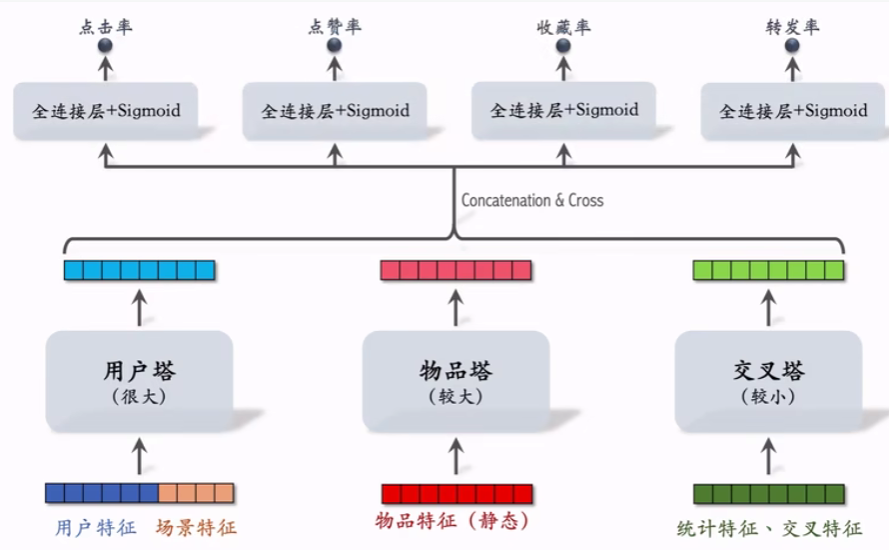 点击率
点赞率
收藏率
转发率
全连接层+Sigmoid
全连接层+Sigmoid
全连接层+Sigmoid
全连接层+Sigmoid
Concatenation & Cross
用户塔
(很大)
物品塔
(较大)
交叉塔
(较小)
用户特征
场景特征
物品特征（静态）
统计特征、交叉特征